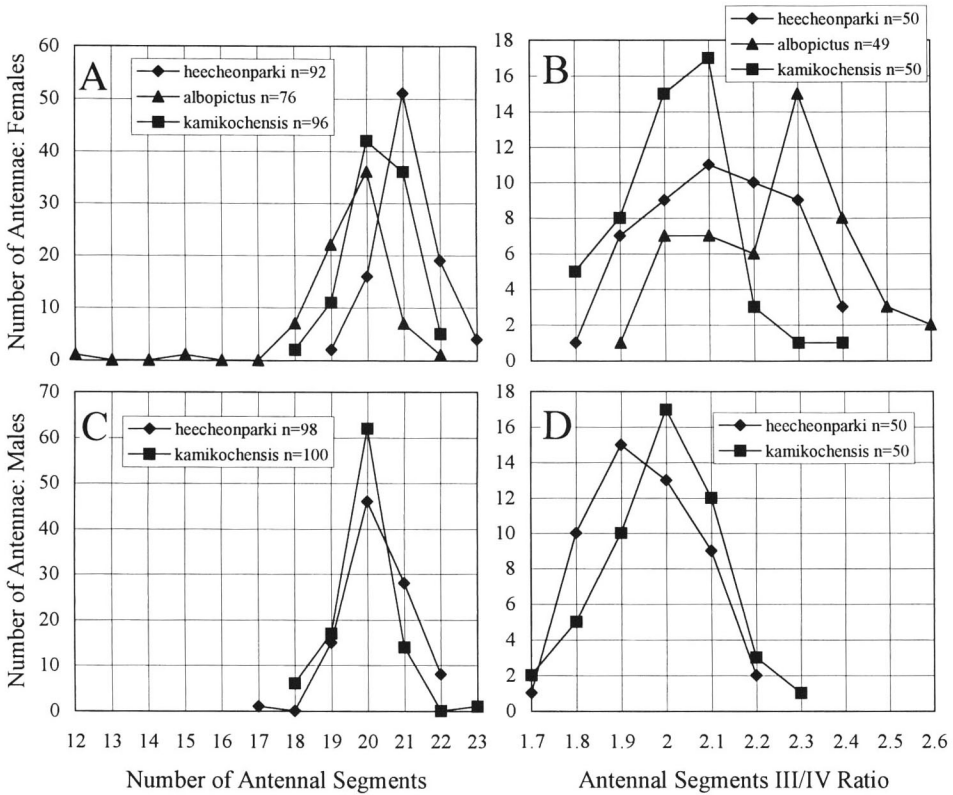 A
heecheonparki n=92
albopictus n=76
kamikochensis n=96
Number of Antennae: Females
60
50
40
30
20
10
0
B
heecheonparki n=50
albopictus n=49
kamikochensis n=50
18
16
14
12
10
8
6
4
2
0
C
heecheonparki n=98
kamikochensis n=100
Number of Antennae: Males
70
60
50
40
30
20
10
0
12 13 14 15 16 17 18 19 20 21 22 23
Number of Antennal Segments
D
heecheonparki n=50
kamikochensis n=50
18
16
14
12
10
8
6
4
2
0
1.7 1.8 1.9 2 2.1 2.2 2.3 2.4 2.5 2.6
Antennal Segments III/IV Ratio